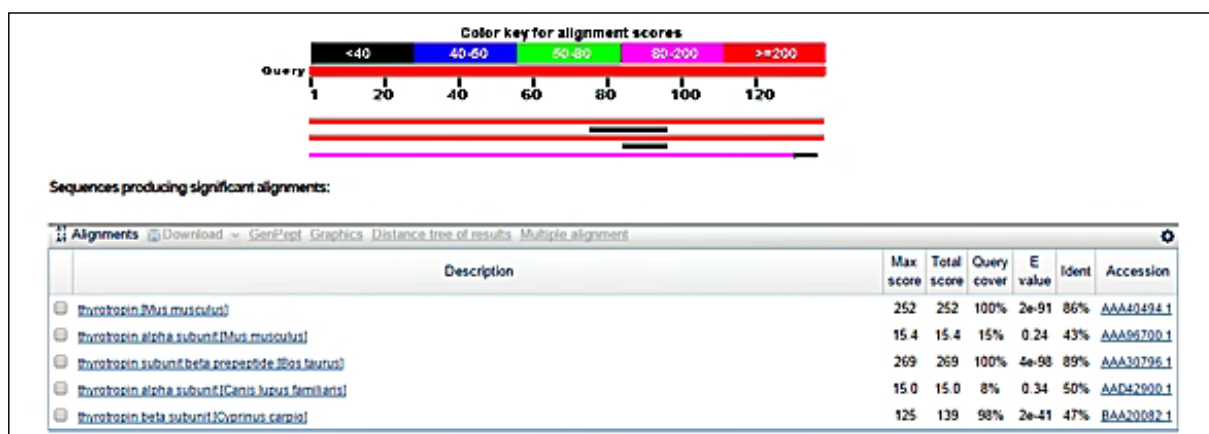 Color key for alignment scores
<40 40-50 50-80 80-200 >=200
Query
1 20 40 60 80 100 120
Sequences producing significant alignments:
Alignments Download GenPept Graphics Distance tree of results Multiple alignment
Description Max score Total score Query cover E value Ident Accession
thyrotropin [Mus musculus] 252 252 100% 2e-91 86% AAA40494.1
thyrotropin alpha subunit [Mus musculus] 15.4 15.4 15% 0.24 43% AAA96700.1
thyrotropin subunit beta prepeptide [Bos taurus] 269 269 100% 4e-98 89% AAA30796.1
thyrotropin alpha subunit [Canis lupus familiaris] 15.0 15.0 8% 0.34 50% AAD42900.1
thyrotropin beta subunit [Cyprinus carpio] 125 139 98% 2e-41 47% BAA20082.1